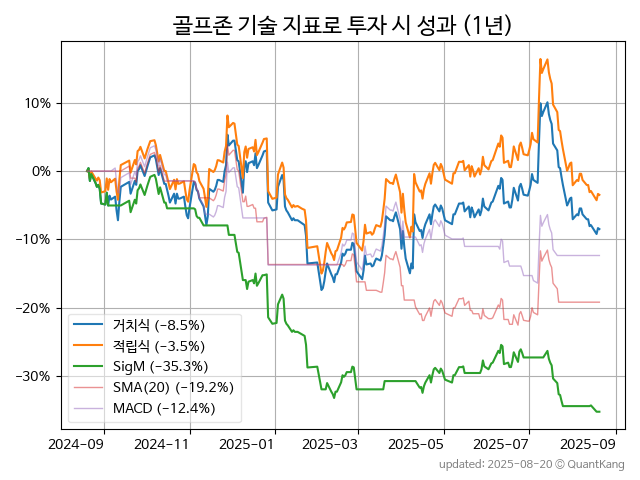 골프존 기술 지표로 투자 시 성과 (1년)
10%
0%
−10%
−20%
−30%
거치식 (−8.5%)
적립식 (−3.5%)
SigM (−35.3%)
SMA(20) (−19.2%)
MACD (−12.4%)
2024-09 2024-11 2025-01 2025-03 2025-05 2025-07 2025-09
updated: 2025-08-20 © QuantKang